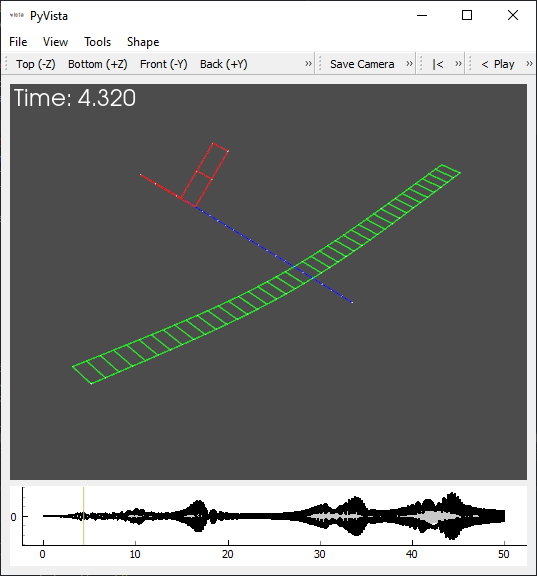 PyVista
File View Tools Shape
Top (-Z) Bottom (+Z) Front (-Y) Back (+Y) » Save Camera » |< » < Play »
Time: 4.320
0
0 10 20 30 40 50